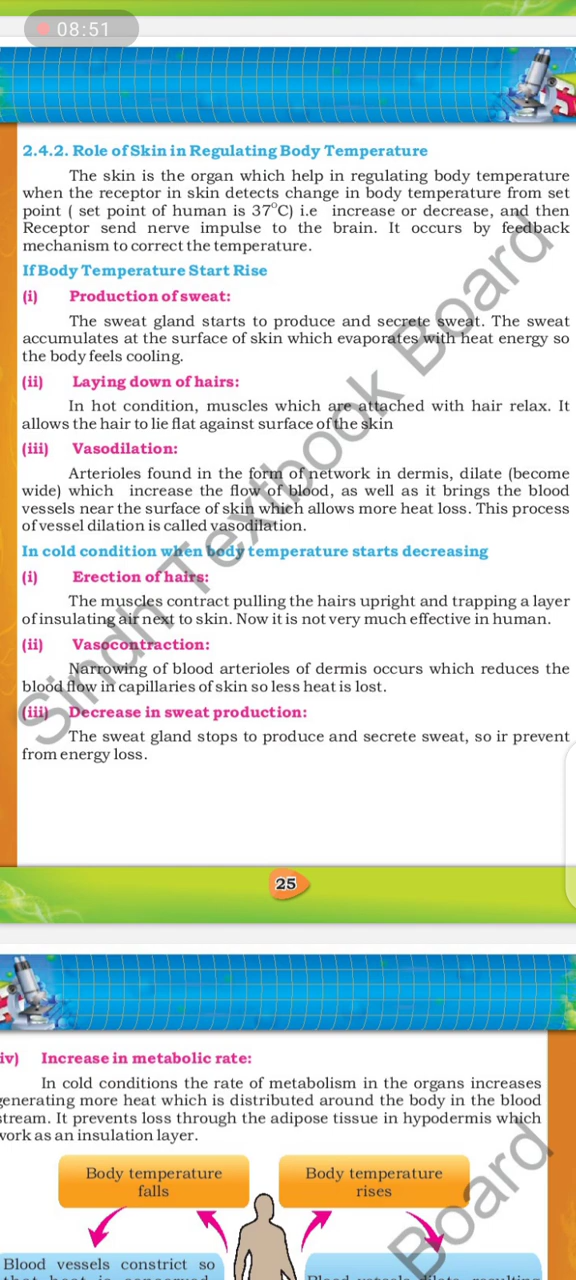 08:51
2.4.2. Role of Skin in Regulating Body Temperature
The skin is the organ which help in regulating body temperature
when the receptor in skin detects change in body temperature from set
point ( set point of human is 37°C) i.e increase or decrease, and then
Receptor send nerve impulse to the brain. It occurs by feedback
mechanism to correct the temperature.
If Body Temperature Start Rise
(i) Production of sweat:
The sweat gland starts to produce and secrete sweat. The sweat
accumulates at the surface of skin which evaporates with heat energy so
the body feels cooling.
(ii) Laying down of hairs:
In hot condition, muscles which are attached with hair relax. It
allows the hair to lie flat against surface of the skin
(iii) Vasodilation:
Arterioles found in the form of network in dermis, dilate (become
wide) which increase the flow of blood, as well as it brings the blood
vessels near the surface of skin which allows more heat loss. This process
of vessel dilation is called vasodilation.
In cold condition when body temperature starts decreasing
(i) Erection of hairs:
The muscles contract pulling the hairs upright and trapping a layer
of insulating air next to skin. Now it is not very much effective in human.
(ii) Vasocontraction:
Narrowing of blood arterioles of dermis occurs which reduces the
blood flow in capillaries of skin so less heat is lost.
(iii) Decrease in sweat production:
The sweat gland stops to produce and secrete sweat, so ir prevent
from energy loss.
Sindh Textbook Board
25
iv) Increase in metabolic rate:
In cold conditions the rate of metabolism in the organs increases
generating more heat which is distributed around the body in the blood
stream. It prevents loss through the adipose tissue in hypodermis which
work as an insulation layer.
Body temperature
falls
Body temperature
rises
Blood vessels constrict so
Board